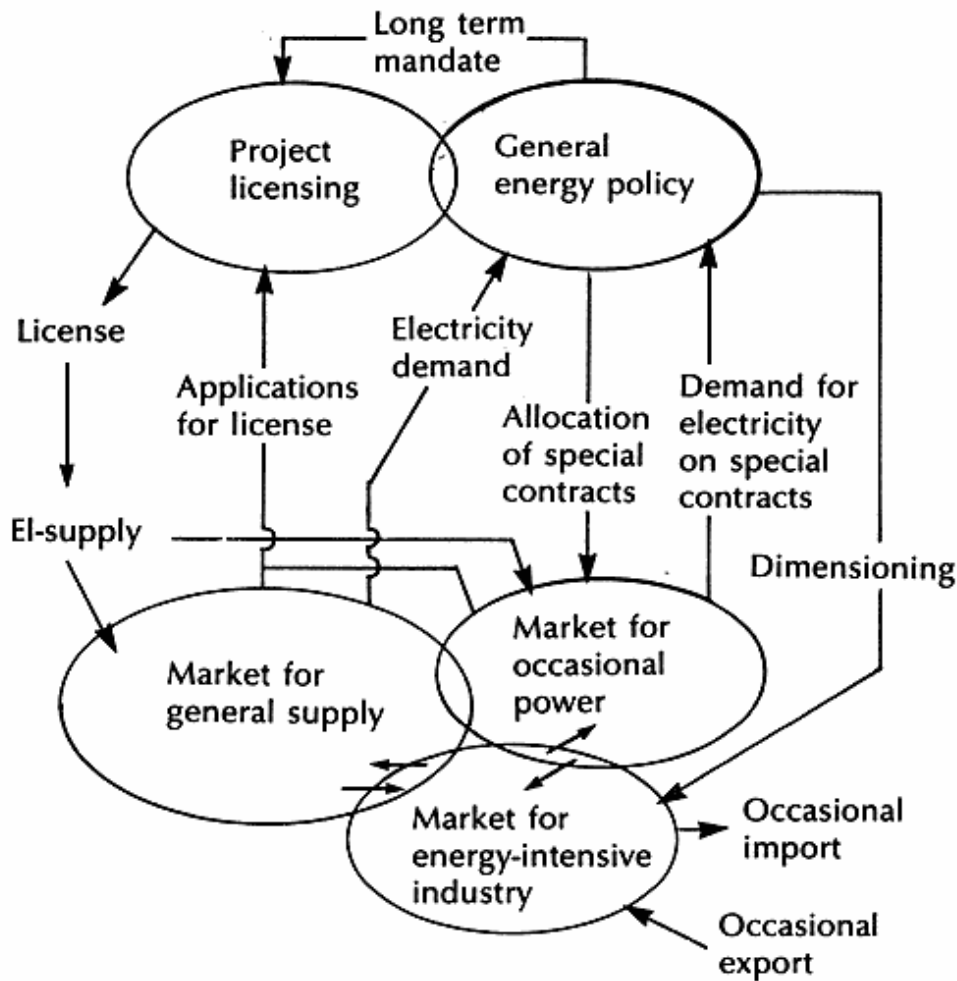 Long term
mandate
Project
licensing
General
energy policy
License
Applications
for license
Electricity
demand
Allocation
of special
contracts
Demand for
electricity
on special
contracts
El-supply
Dimensioning
Market for
general supply
Market for
occasional
power
Market for
energy-intensive
industry
Occasional
import
Occasional
export